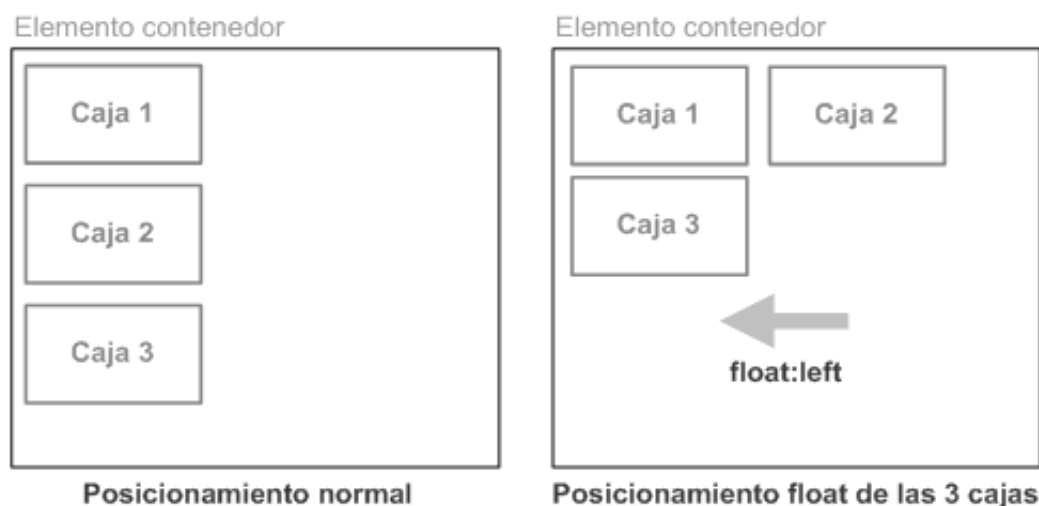 Elemento contenedor
Caja 1
Caja 2
Caja 3
Posicionamiento normal
Elemento contenedor
Caja 1
Caja 2
Caja 3
float:left
Posicionamiento float de las 3 cajas